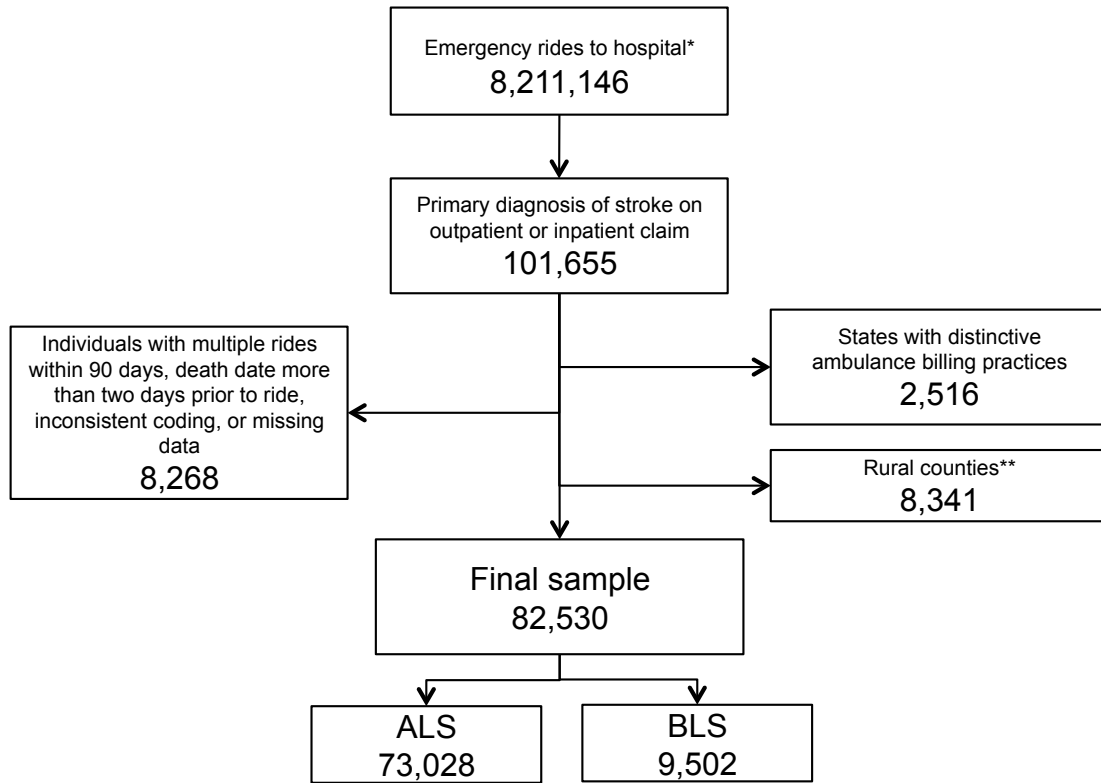 Emergency rides to hospital*
8,211,146
Primary diagnosis of stroke on
outpatient or inpatient claim
101,655
Individuals with multiple rides
within 90 days, death date more
than two days prior to ride,
inconsistent coding, or missing
data
8,268
States with distinctive
ambulance billing practices
2,516
Rural counties**
8,341
Final sample
82,530
ALS
73,028
BLS
9,502